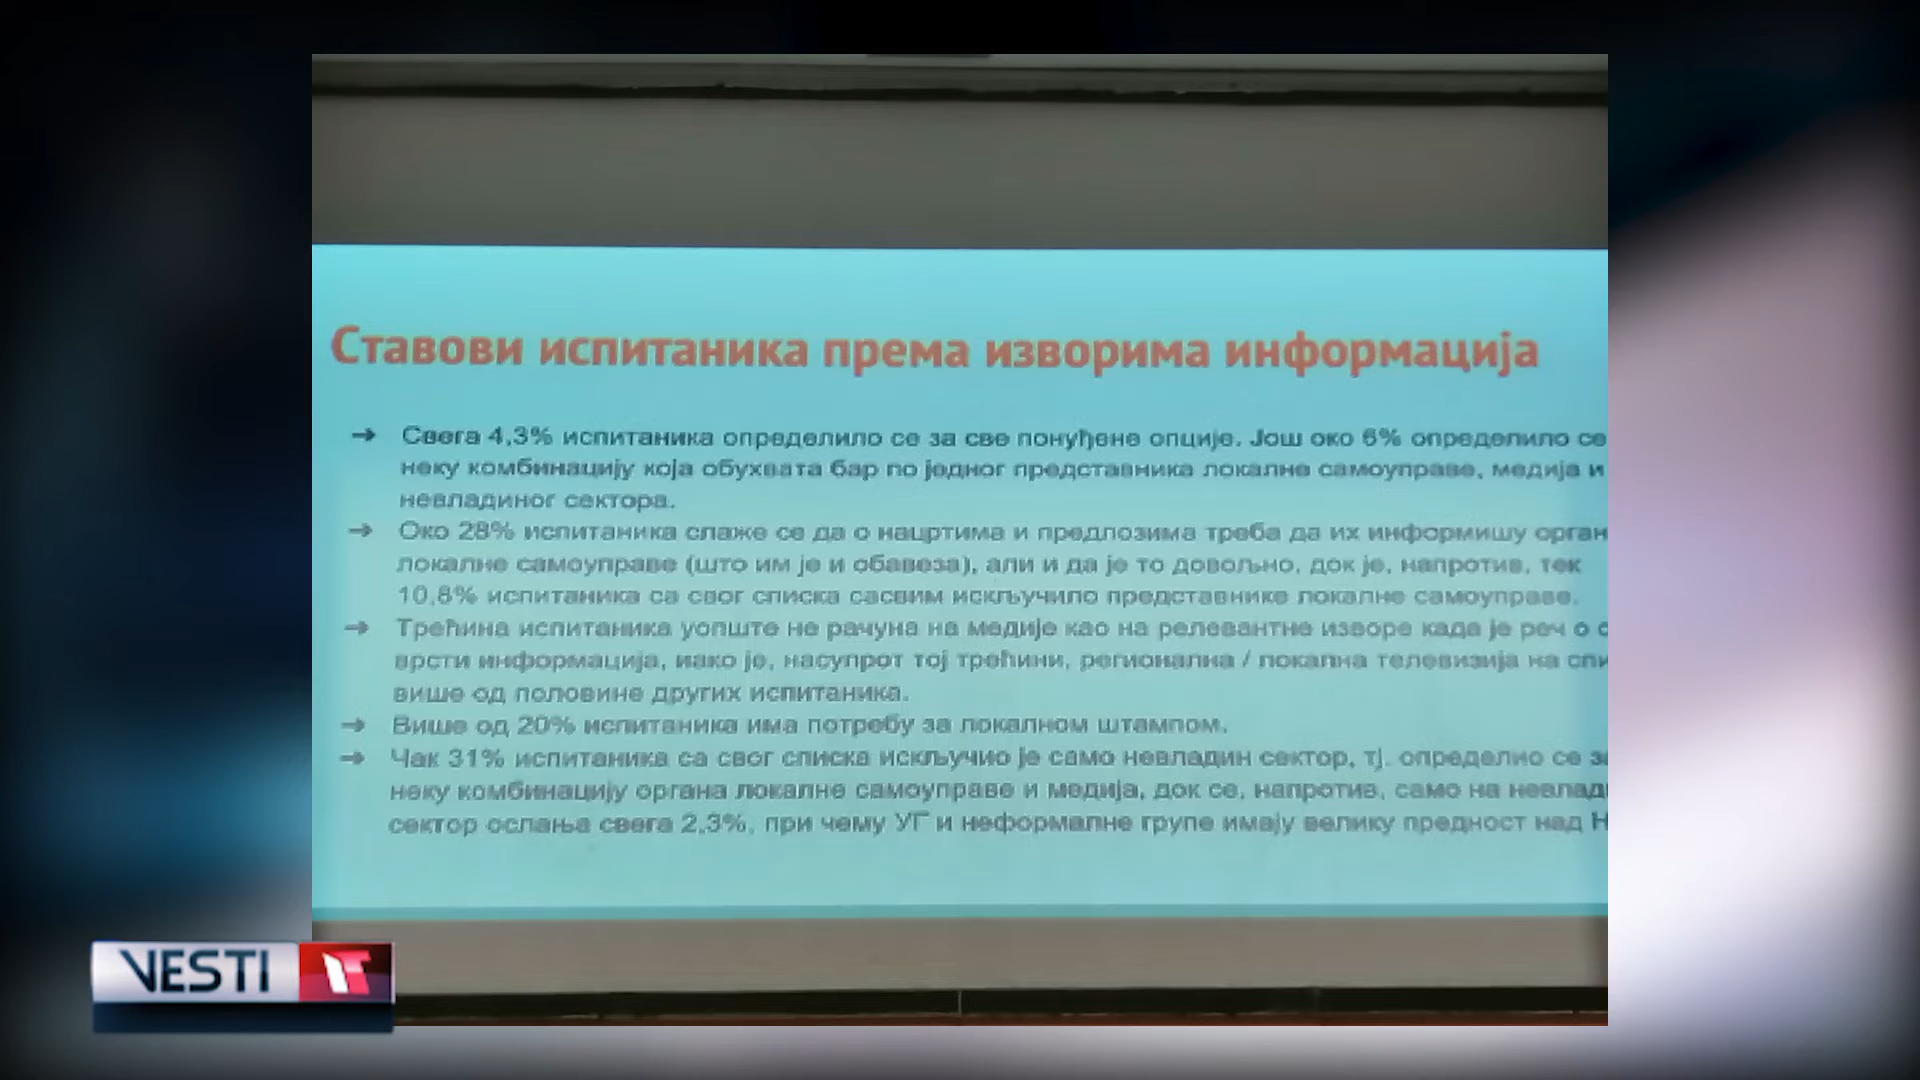 Ставови испитаника према изворима информација
→ Свега 4,3% испитаника определило се за све понуђене опције. Још око 6% определило се
неку комбинацију која обухвата бар по једног представника локалне самоуправе, медија и
невладиног сектора.
→ Око 28% испитаника слаже се да о нацртима и предлозима треба да их информишу орган
локалне самоуправе (што им је и обавеза), али и да је то довољно, док је, напротив, тек
10,8% испитаника са свог списка сасвим искључило представнике локалне самоуправе.
→ Трећина испитаника уопште не рачуна на медије као на релевантне изворе када је реч о
врсти информација, иако је, насупрот тој трећини, регионална / локална телевизија на спи
више од половине других испитаника.
→ Више од 20% испитаника има потребу за локалном штампом.
→ Чак 31% испитаника са свог списка искључио је само невладин сектор, тј. определио се за
неку комбинацију органа локалне самоуправе и медија, док се, напротив, само на невлад
сектор ослања свега 2,3%, при чему УГ и неформалне групе имају велику предност над Н
VESTI